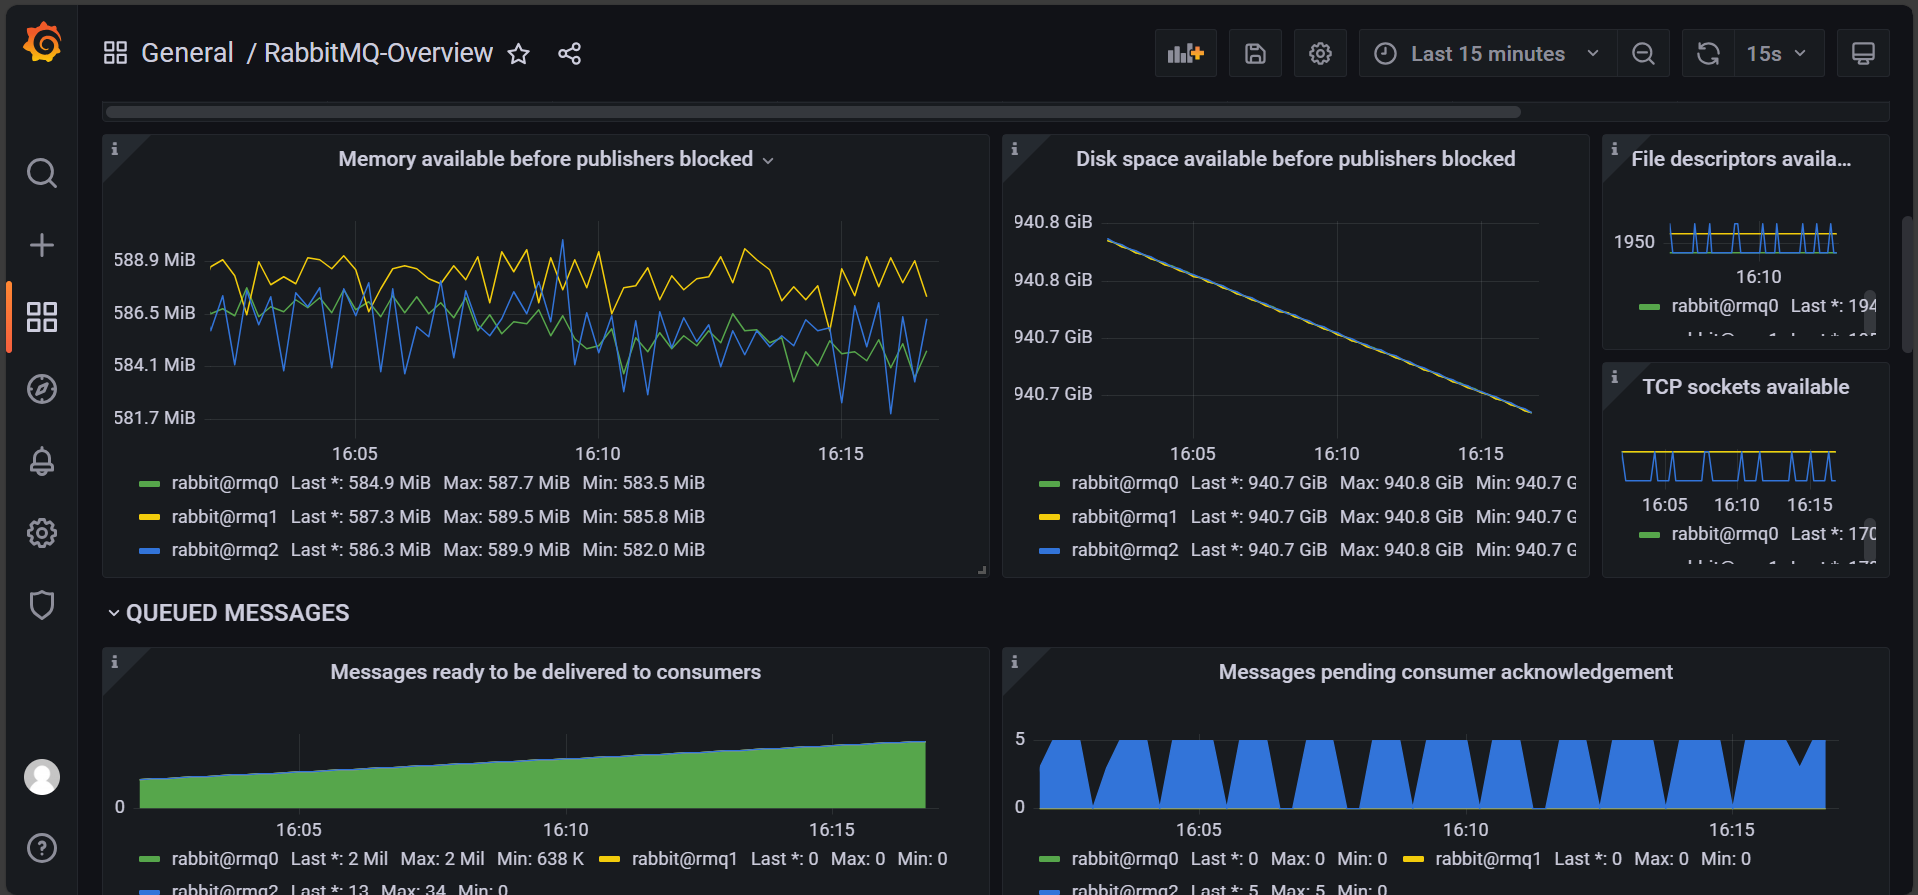 General / RabbitMQ-Overview
Last 15 minutes
15s
Memory available before publishers blocked
588.9 MiB
586.5 MiB
584.1 MiB
581.7 MiB
16:05 16:10 16:15
rabbit@rmq0 Last *: 584.9 MiB Max: 587.7 MiB Min: 583.5 MiB
rabbit@rmq1 Last *: 587.3 MiB Max: 589.5 MiB Min: 585.8 MiB
rabbit@rmq2 Last *: 586.3 MiB Max: 589.9 MiB Min: 582.0 MiB
Disk space available before publishers blocked
940.8 GiB
940.8 GiB
940.7 GiB
940.7 GiB
16:05 16:10 16:15
rabbit@rmq0 Last *: 940.7 GiB Max: 940.8 GiB Min: 940.7 G
rabbit@rmq1 Last *: 940.7 GiB Max: 940.8 GiB Min: 940.7 G
rabbit@rmq2 Last *: 940.7 GiB Max: 940.8 GiB Min: 940.7 G
File descriptors availa...
1950
16:10
rabbit@rmq0 Last *: 194
TCP sockets available
16:05 16:10 16:15
rabbit@rmq0 Last *: 170
QUEUED MESSAGES
Messages ready to be delivered to consumers
0
16:05 16:10 16:15
rabbit@rmq0 Last *: 2 Mil Max: 2 Mil Min: 638 K rabbit@rmq1 Last *: 0 Max: 0 Min: 0
rabbit@rmq2 Last *: 13 Max: 34 Min: 0
Messages pending consumer acknowledgement
5
0
16:05 16:10 16:15
rabbit@rmq0 Last *: 0 Max: 0 Min: 0 rabbit@rmq1 Last *: 0 Max: 0 Min: 0
rabbit@rmq2 Last *: 5 Max: 5 Min: 0